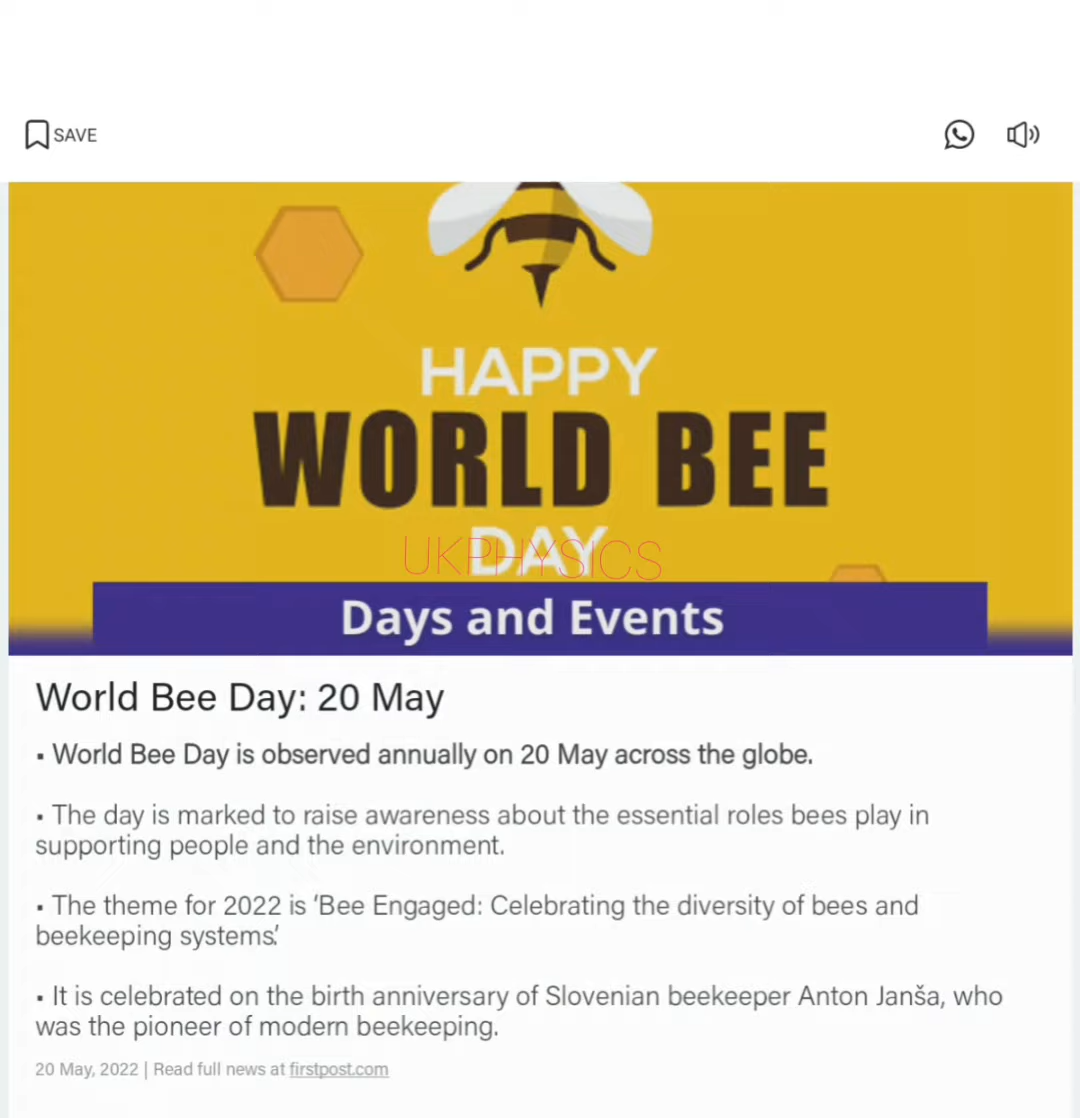 SAVE
HAPPY
WORLD BEE
DAY
UKPHYSICS
Days and Events
World Bee Day: 20 May
▪ World Bee Day is observed annually on 20 May across the globe.
▪ The day is marked to raise awareness about the essential roles bees play in
supporting people and the environment.
▪ The theme for 2022 is ‘Bee Engaged: Celebrating the diversity of bees and
beekeeping systems.’
▪ It is celebrated on the birth anniversary of Slovenian beekeeper Anton Janša, who
was the pioneer of modern beekeeping.
20 May, 2022 | Read full news at firstpost.com